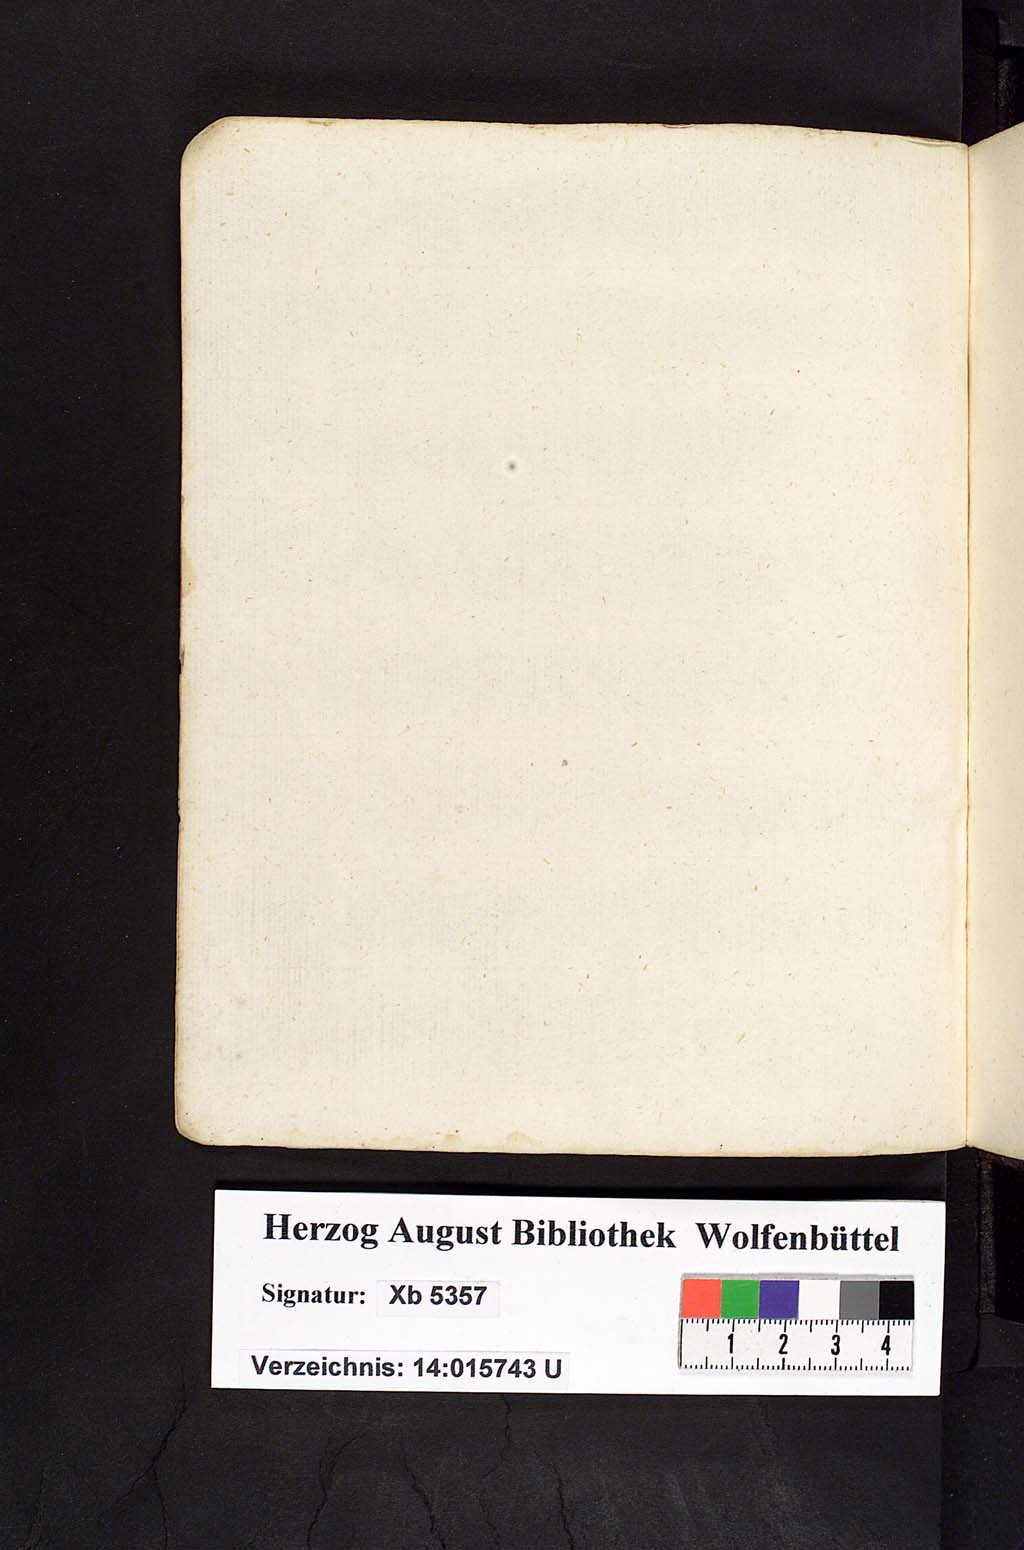 Herzog August Bibliothek Wolfenbüttel
Signatur: Xb 5357
Verzeichnis: 14:015743 U
1 2 3 4